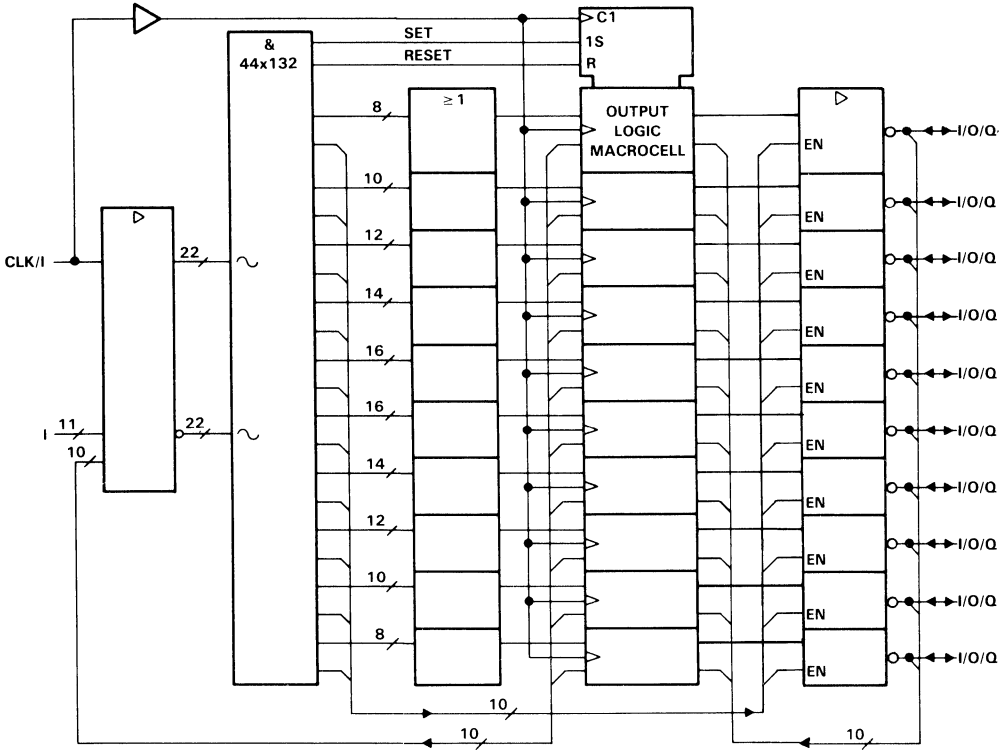 C1
SET
1S
RESET
R
&
44x132
≥ 1
OUTPUT
LOGIC
MACROCELL
8
EN
I/O/Q
10
EN
I/O/Q
CLK/I
22
12
EN
I/O/Q
14
EN
I/O/Q
16
EN
I/O/Q
I
11
22
16
EN
I/O/Q
10
14
EN
I/O/Q
12
EN
I/O/Q
10
EN
I/O/Q
8
EN
I/O/Q
10
10
10